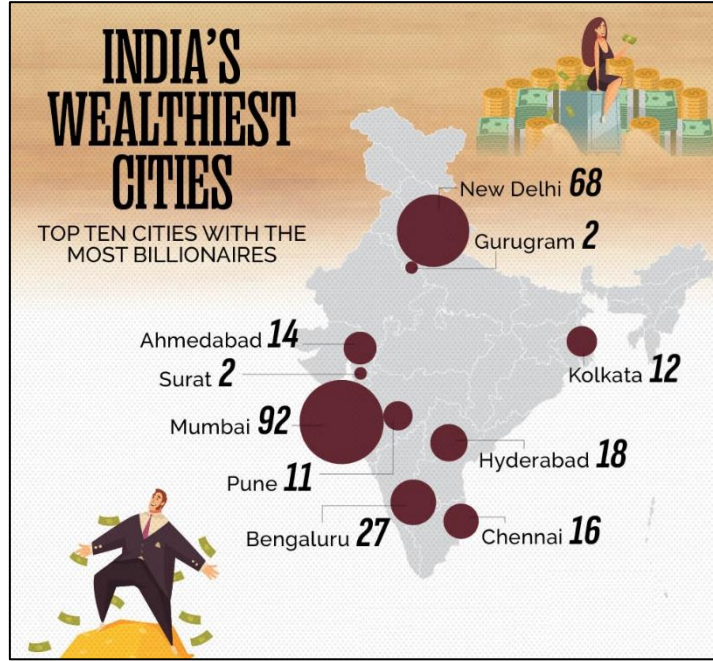 INDIA'S
WEALTHIEST
CITIES
TOP TEN CITIES WITH THE
MOST BILLIONAIRES
New Delhi 68
Gurugram 2
Ahmedabad 14
Surat 2
Kolkata 12
Mumbai 92
Pune 11
Hyderabad 18
Bengaluru 27
Chennai 16